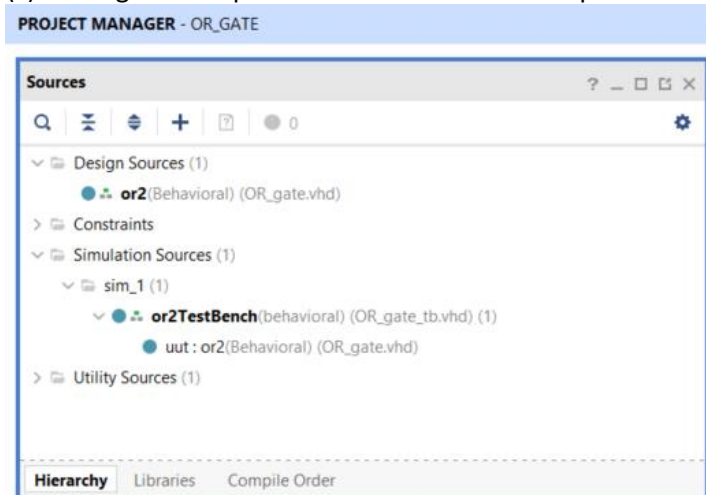 PROJECT MANAGER - OR_GATE
Sources
? _ □ X
0
Design Sources (1)
or2(Behavioral) (OR_gate.vhd)
Constraints
Simulation Sources (1)
sim_1 (1)
or2TestBench(behavioral) (OR_gate_tb.vhd) (1)
uut : or2(Behavioral) (OR_gate.vhd)
Utility Sources (1)
Hierarchy Libraries Compile Order